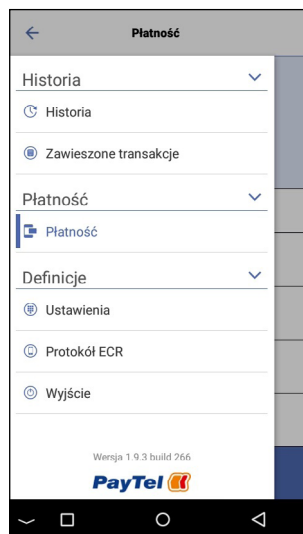 Płatność
Historia
Historia
Zawieszone transakcje
Płatność
Płatność
Definicje
Ustawienia
Protokół ECR
Wyjście
Wersja 1.9.3 build 266
PayTel